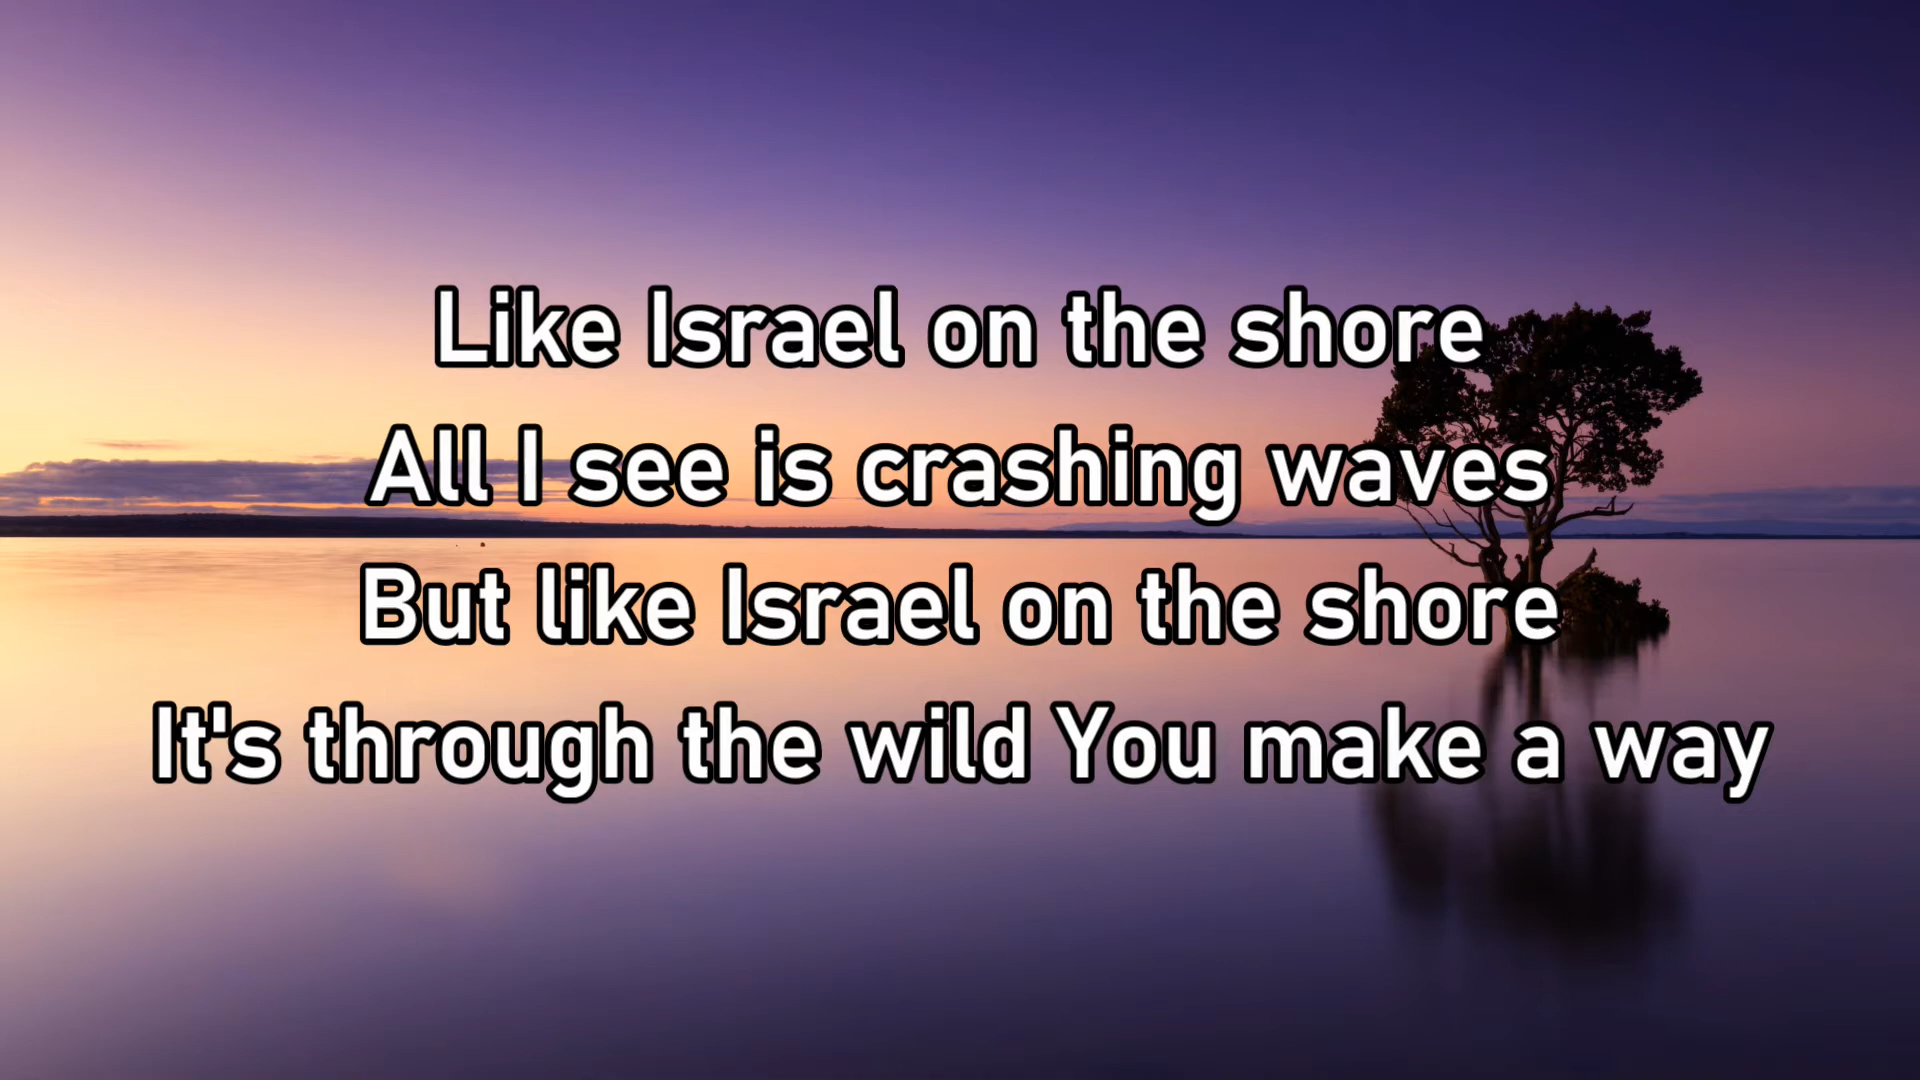 Like Israel on the shore
All I see is crashing waves
But like Israel on the shore
It's through the wild You make a way